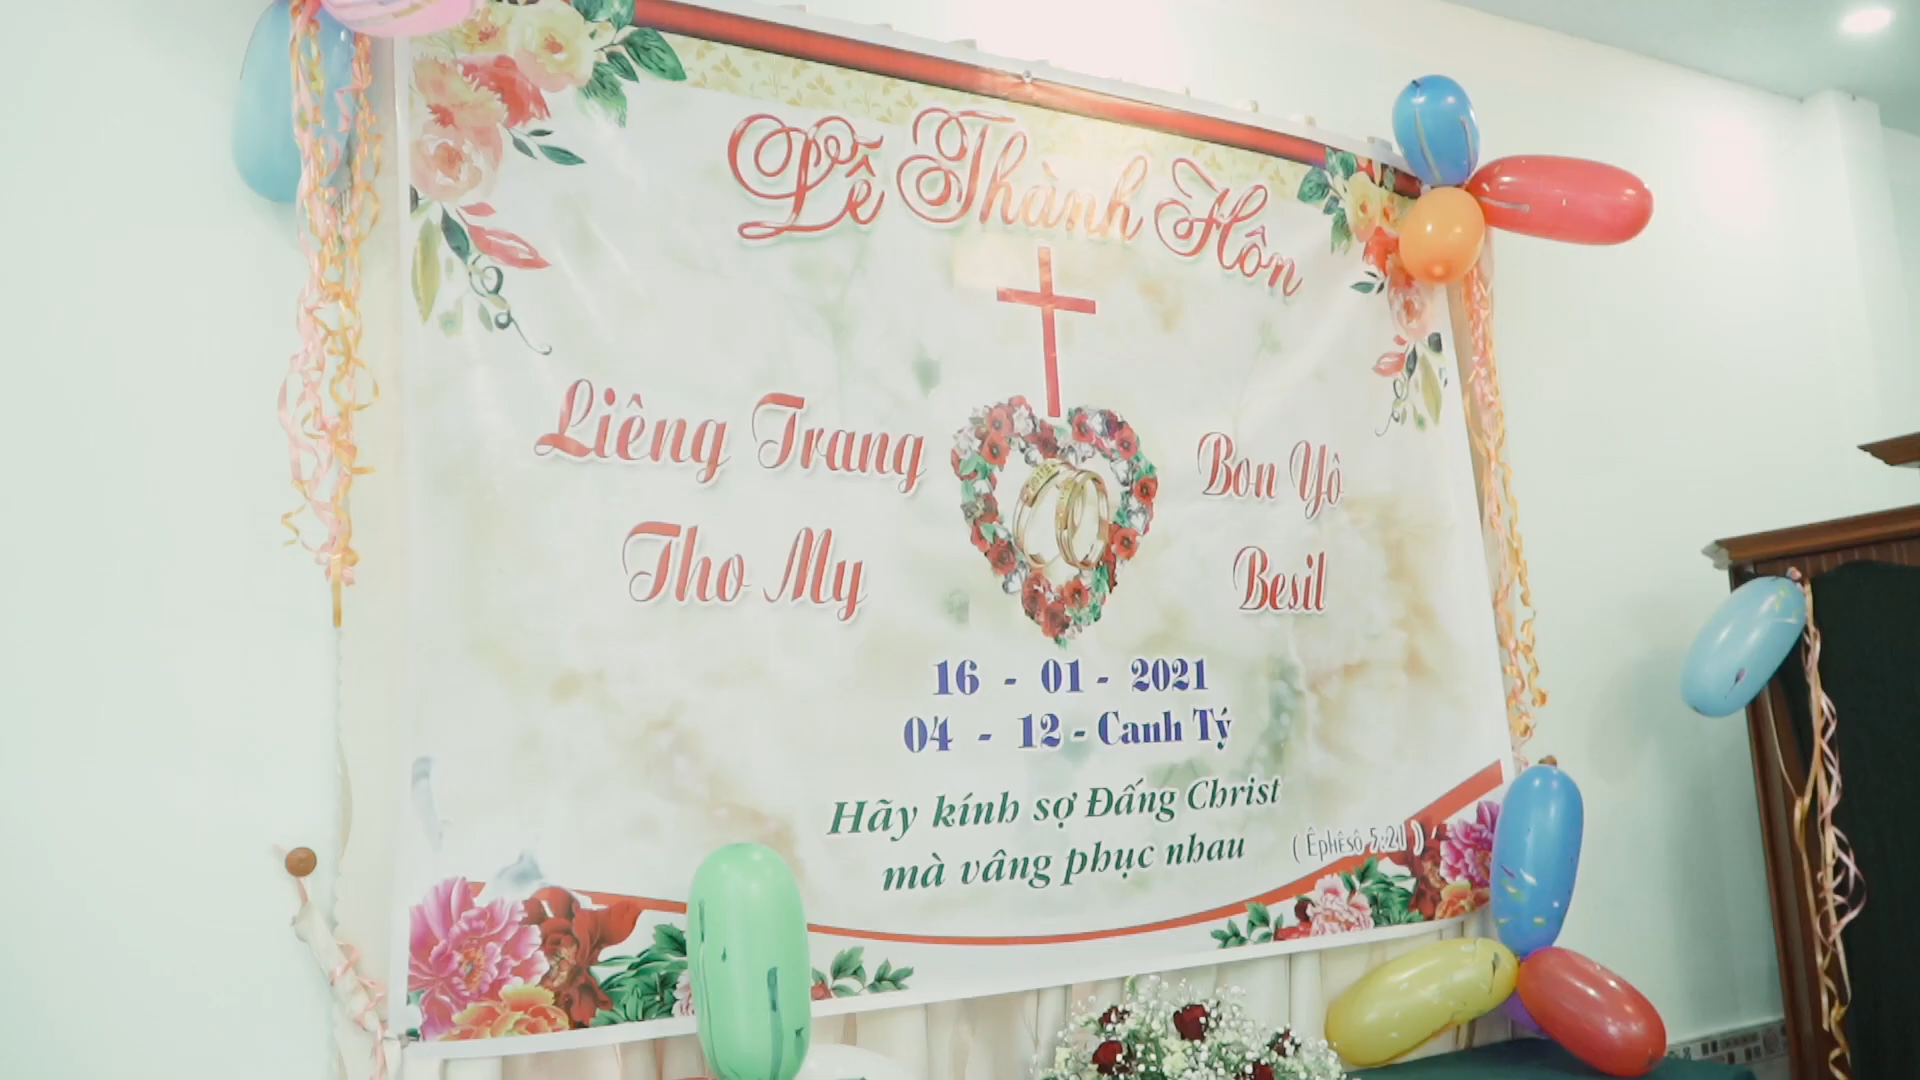 Lễ Thành Hôn
Liêng Trang
Tho My
Bon Yô
Besil
16 - 01 - 2021
04 - 12 - Canh Tý
Hãy kính sợ Đấng Christ
mà vâng phục nhau
( Êphêsô 5:21 )